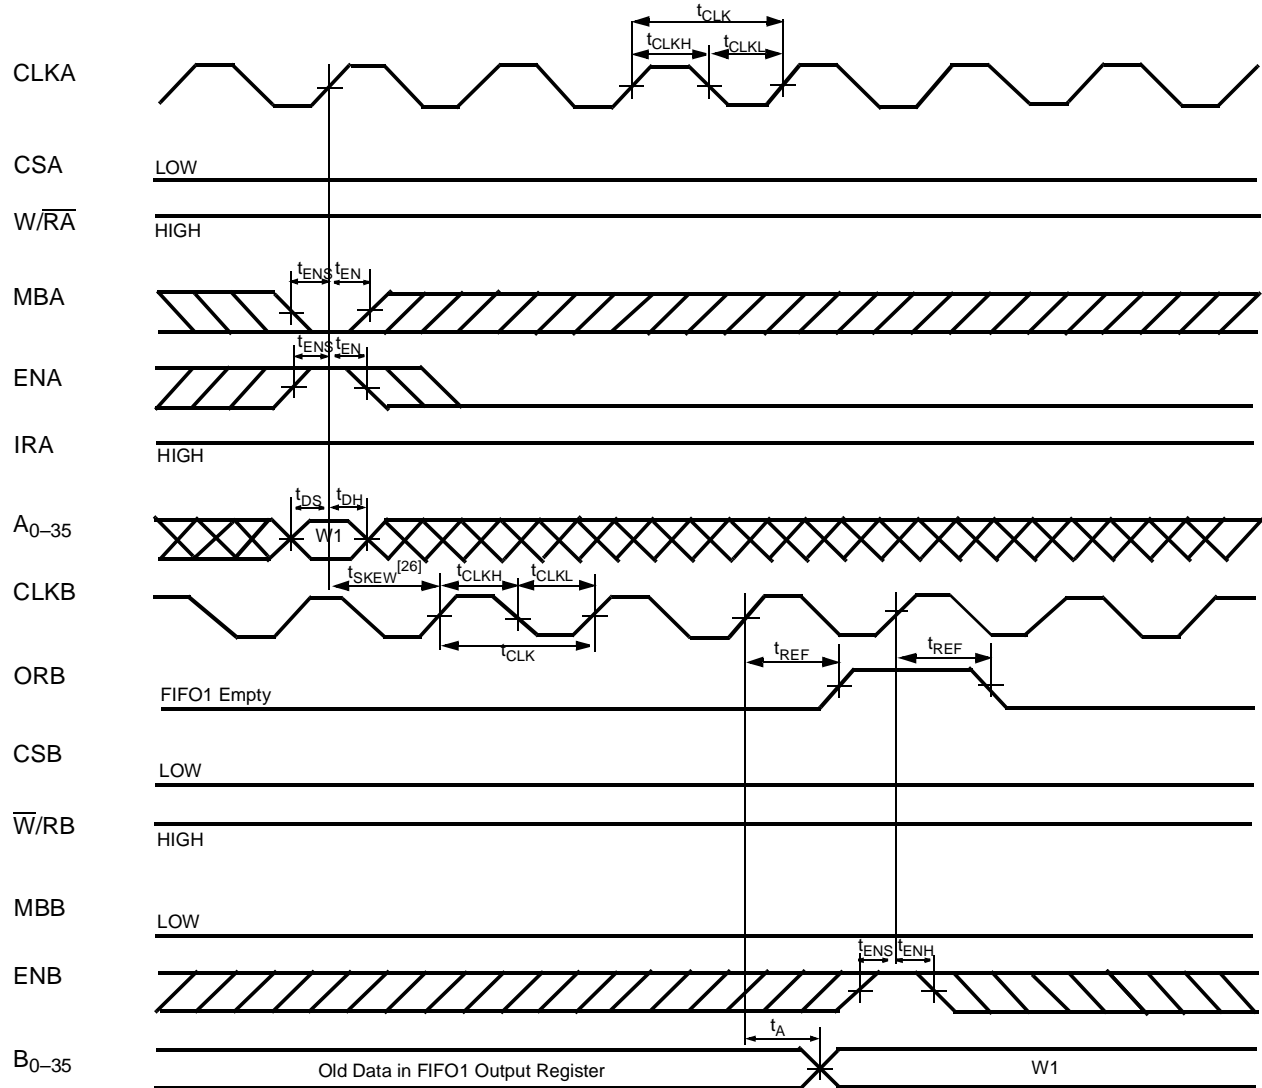 tCLK
tCLKH tCLKL
CLKA
CSA LOW
W/RA
HIGH
tENS tEN
MBA
tENS tEN
ENA
IRA
HIGH
tDS tDH
A0–35
W1
tSKEW[26] tCLKH tCLKL
CLKB
tCLK
tREF tREF
ORB
FIFO1 Empty
CSB
LOW
W/RB
HIGH
MBB
LOW
tENS tENH
ENB
tA
B0–35
Old Data in FIFO1 Output Register W1